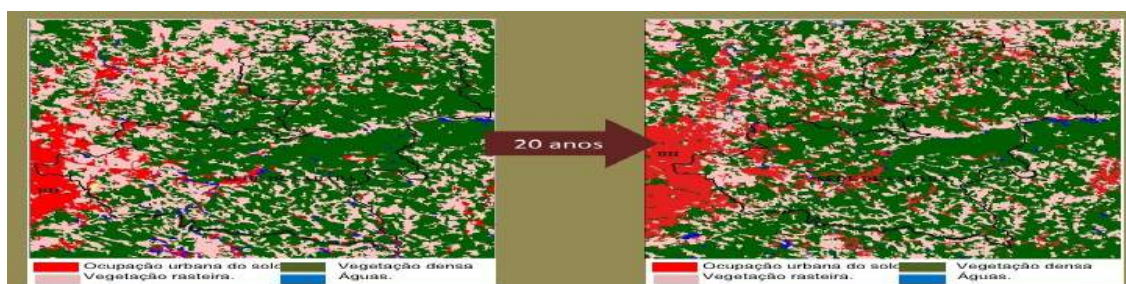 20 anos
Ocupação urbana do solo Vegetação densa
Vegetação rasteira. Águas.
Ocupação urbana do solo Vegetação densa
Vegetação rasteira. Águas.